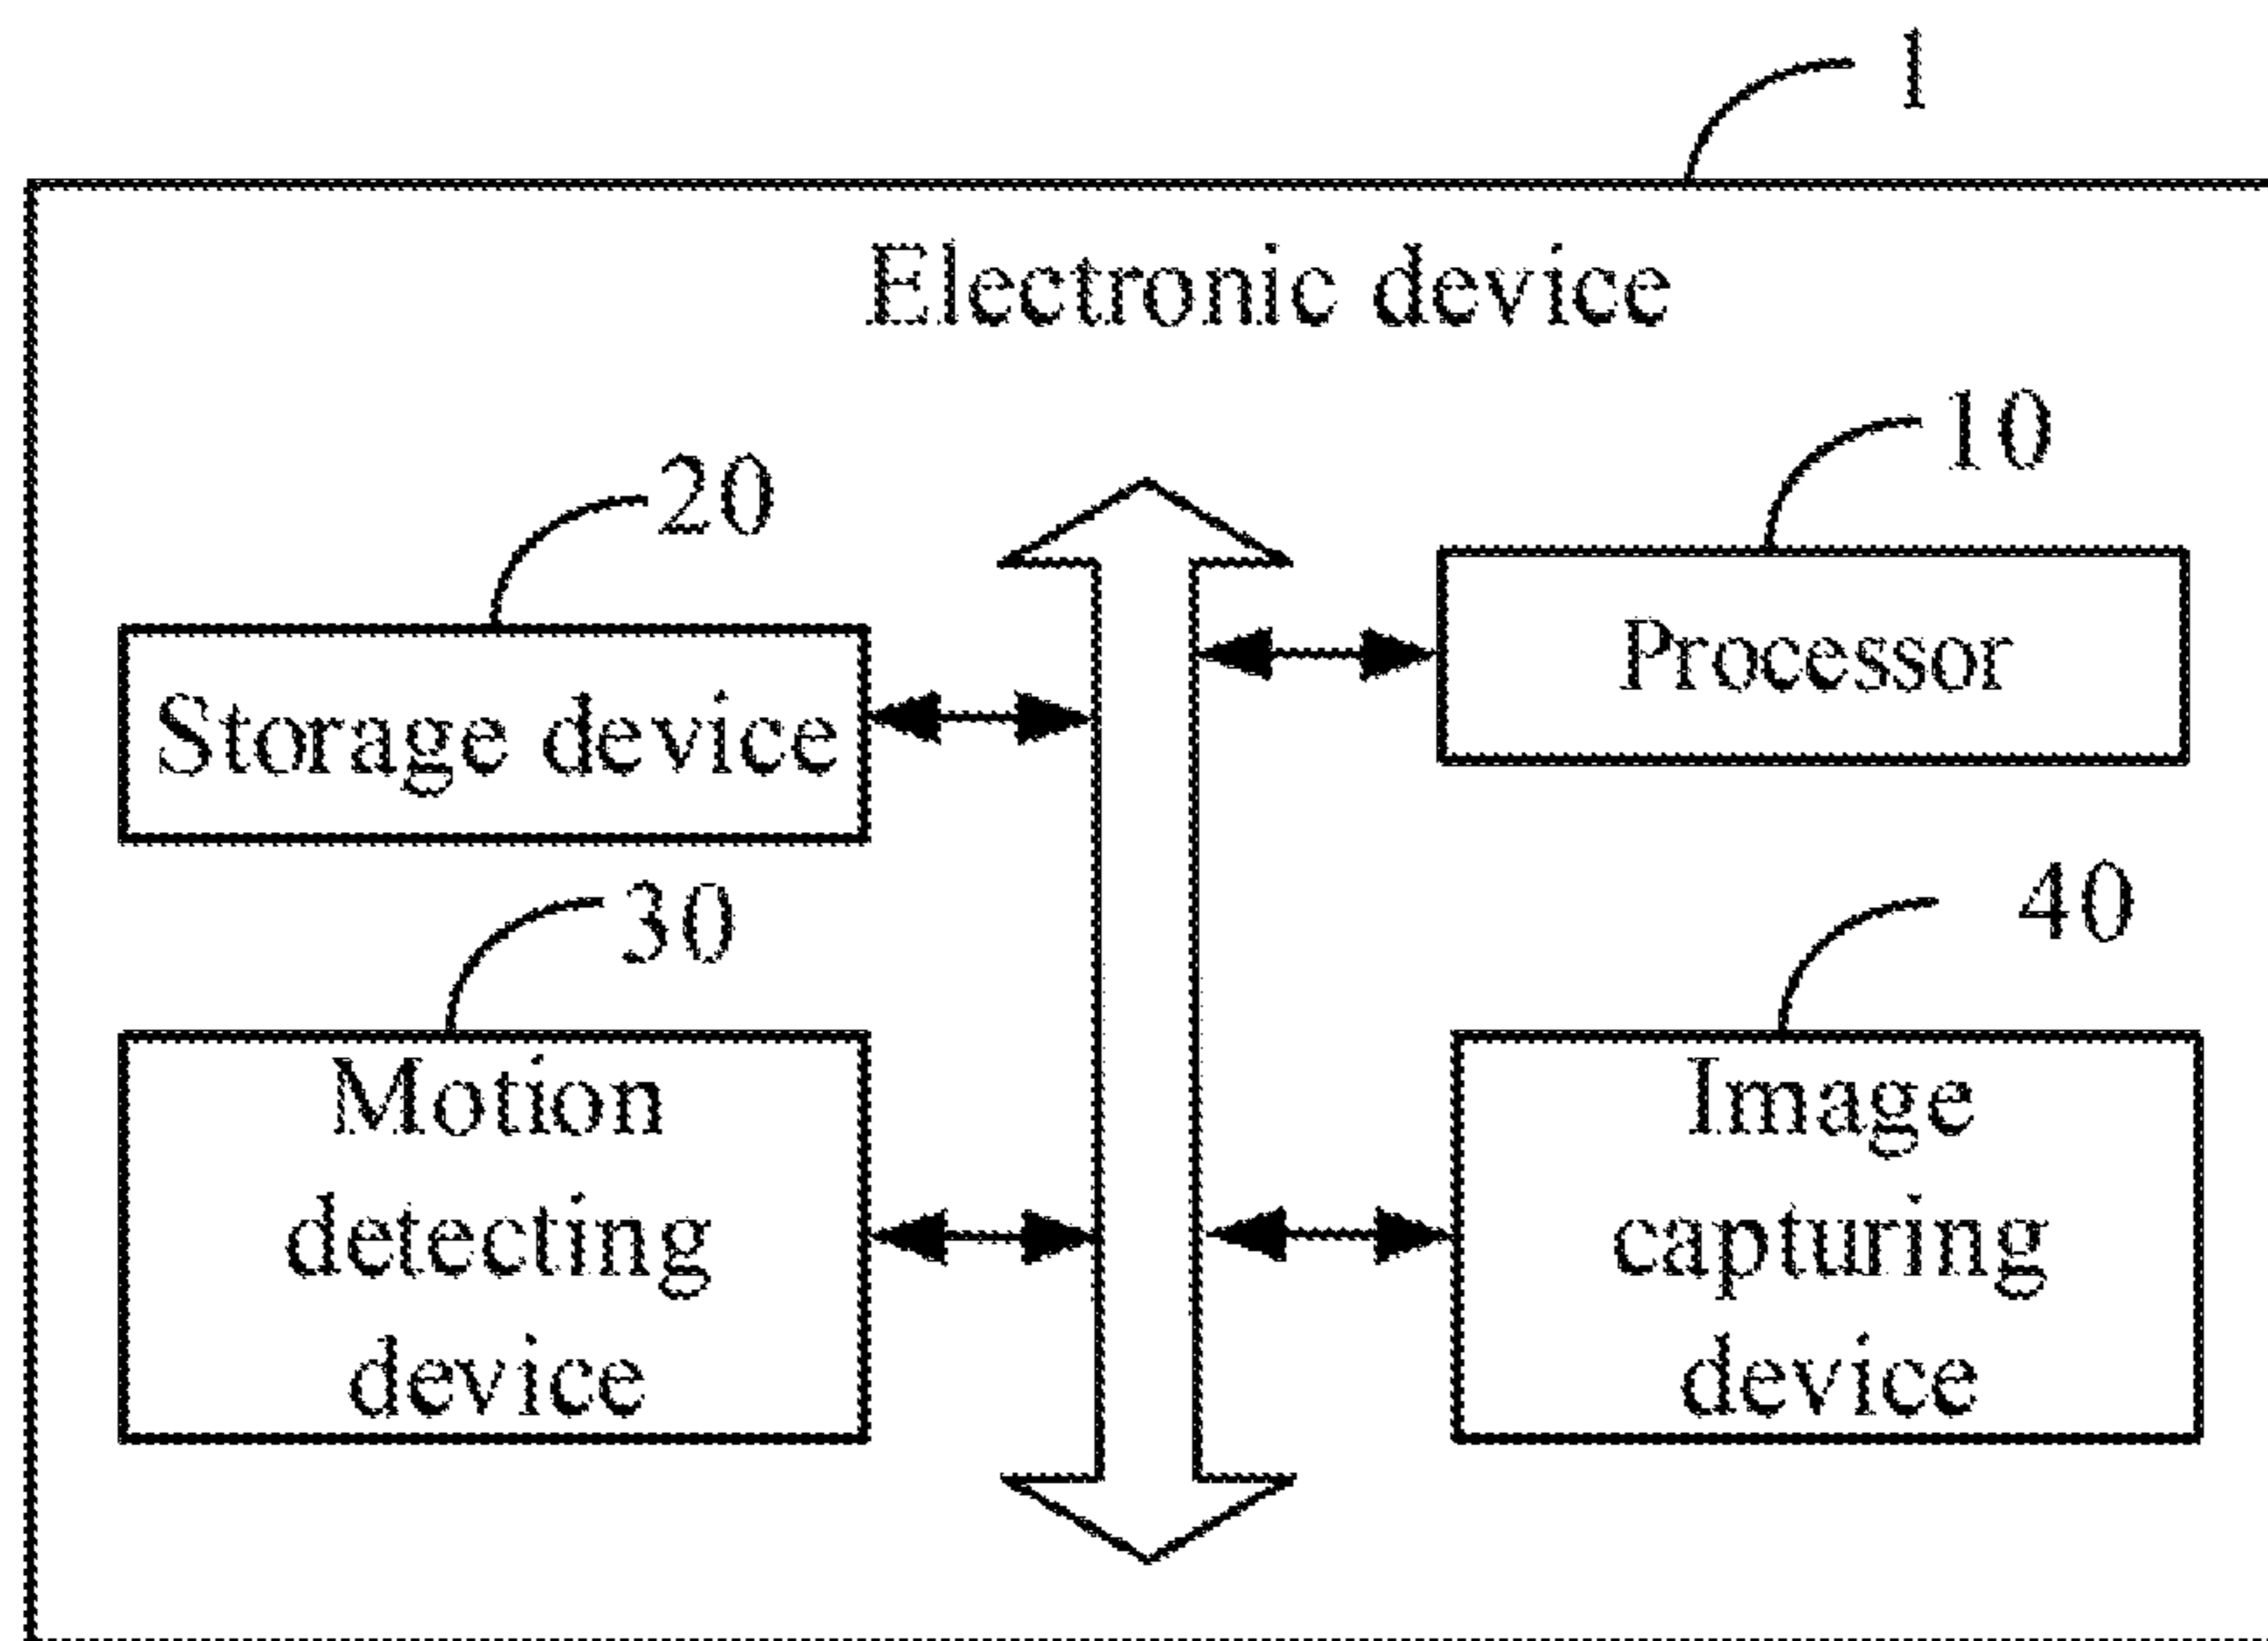 1
Electronic device
10
20
Processor
Storage device
30
40
Motion
detecting
device
Image
capturing
device